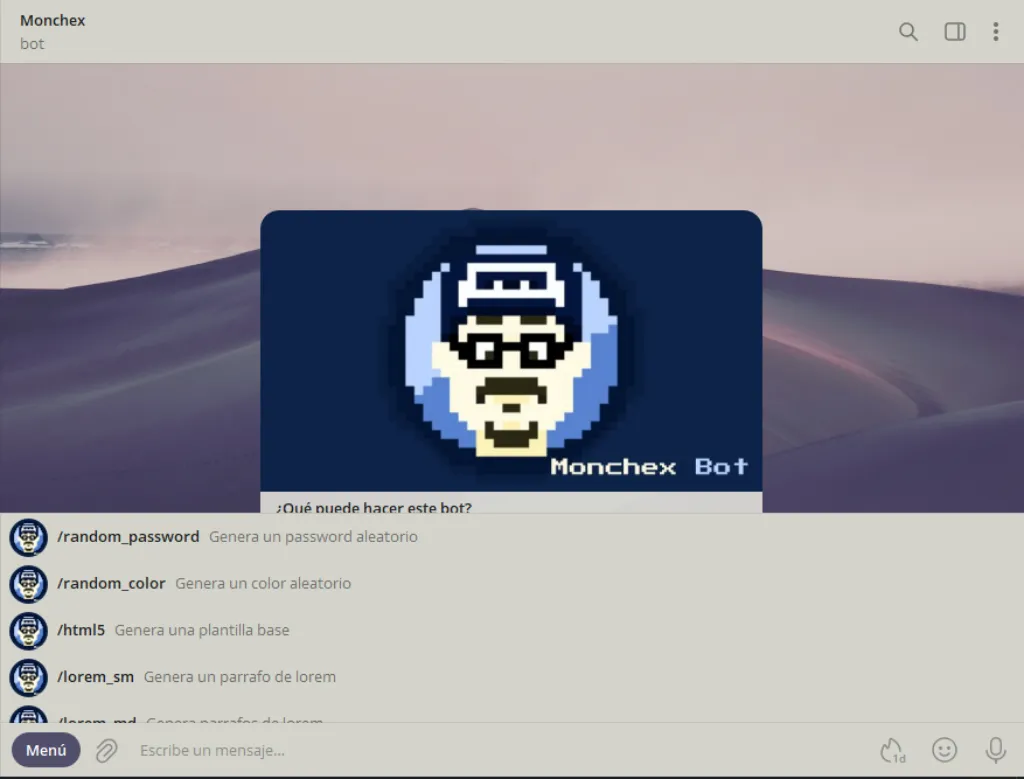 Monchex
bot
Monchex Bot
¿Qué puede hacer este bot?
/random_password Genera un password aleatorio
/random_color Genera un color aleatorio
/html5 Genera una plantilla base
/lorem_sm Genera un parrafo de lorem
/lorem_md Genera parrafos de lorem
Menú Escribe un mensaje... 1d